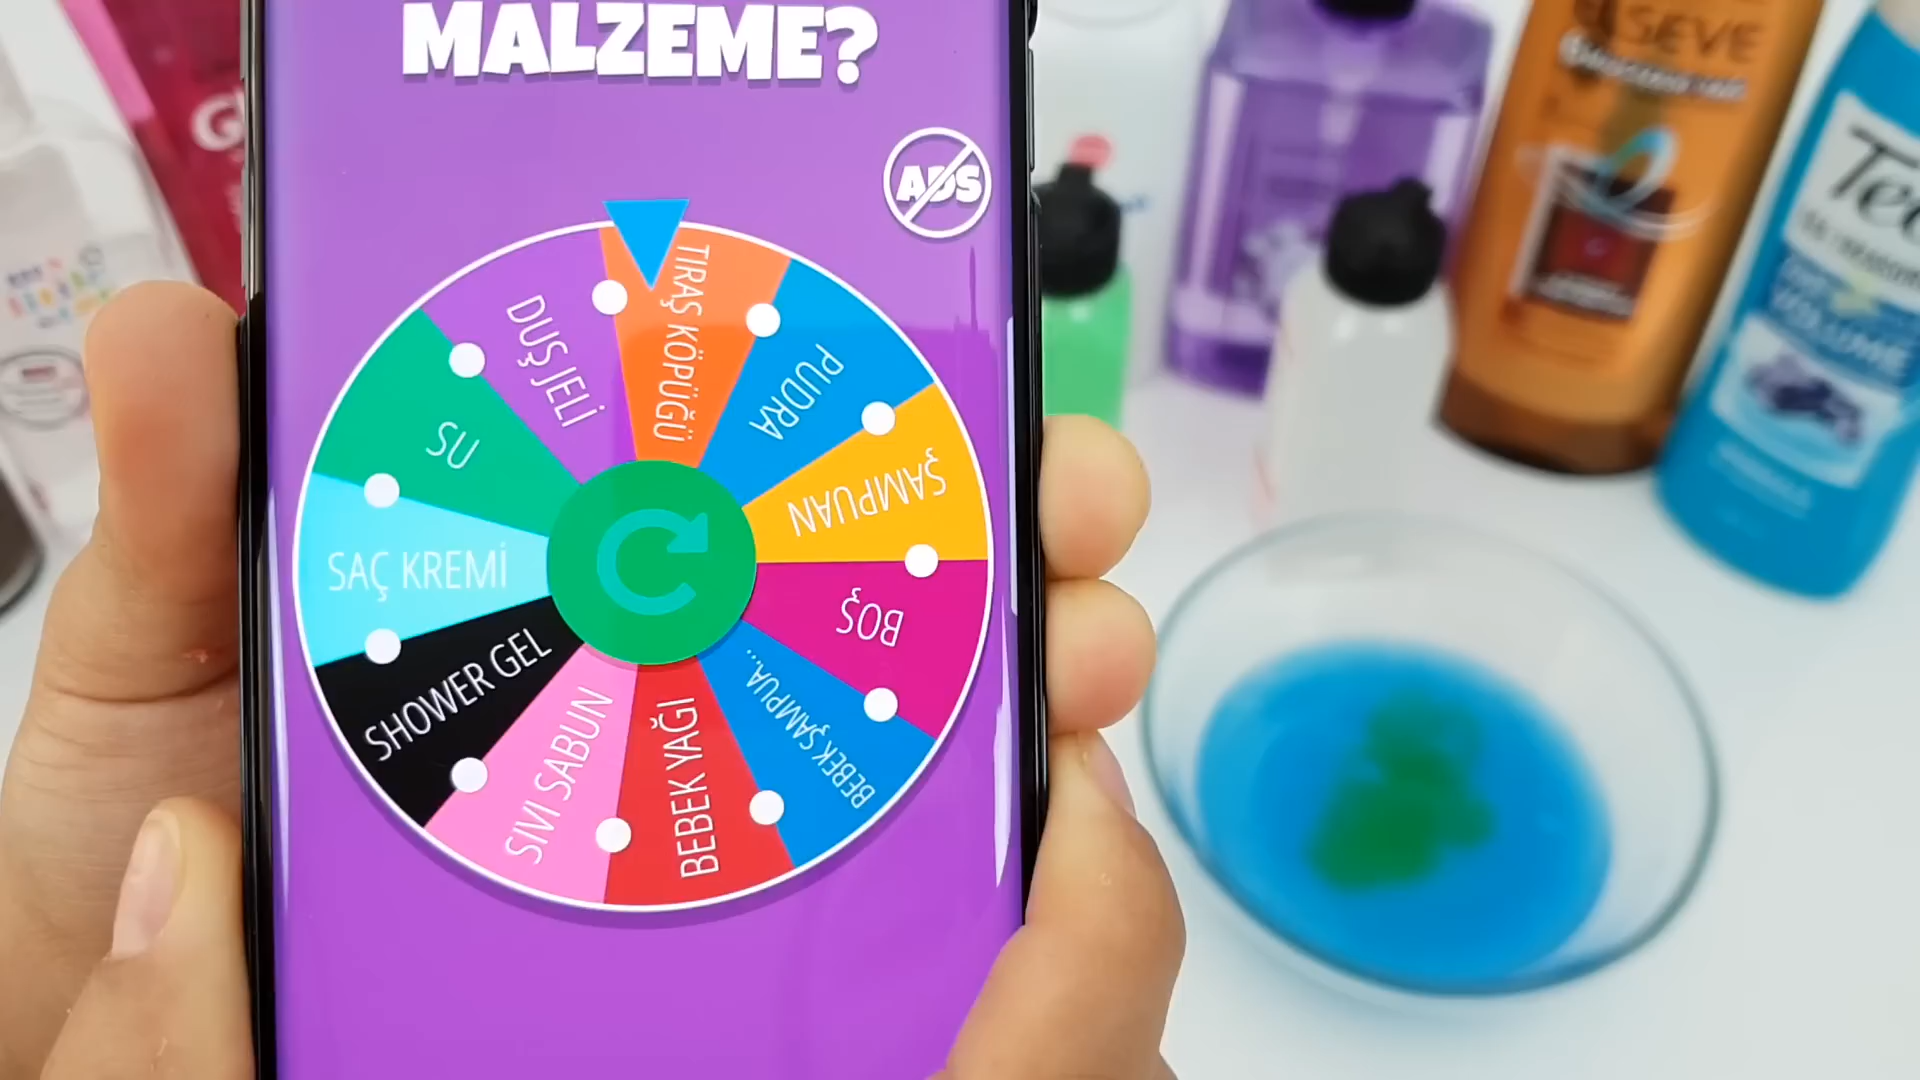 MALZEME?
ADS
TIRAŞ KÖPÜĞÜ
PUDRA
ŞAMPUAN
BOŞ
BEBEK ŞAMPUA...
BEBEK YAĞI
SIVI SABUN
SHOWER GEL
SAÇ KREMİ
SU
DUŞ JELİ
SEVE
VOLUME